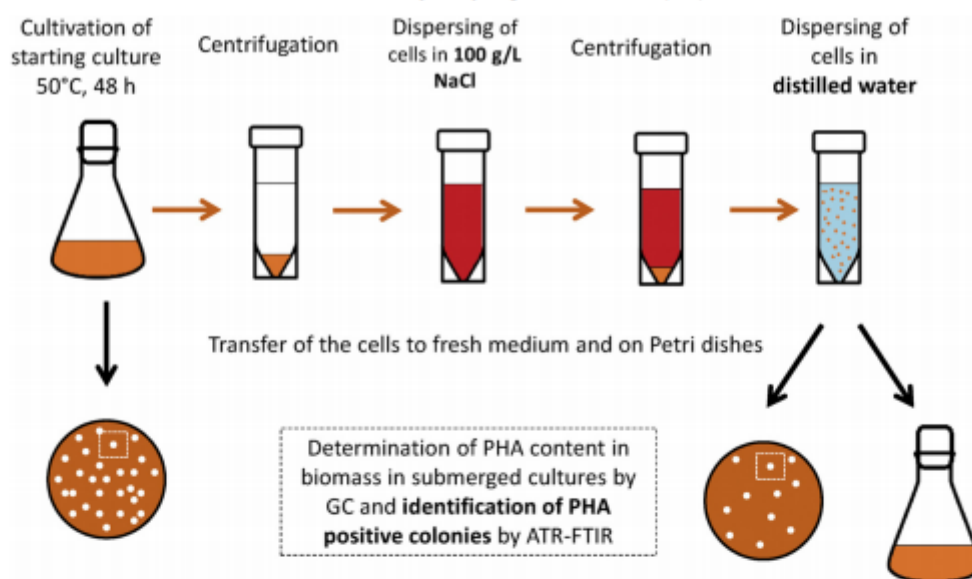 Cultivation of
starting culture
50°C, 48 h
Centrifugation
Dispersing of
cells in 100 g/L
NaCl
Centrifugation
Dispersing of
cells in
distilled water
Transfer of the cells to fresh medium and on Petri dishes
Determination of PHA content in
biomass in submerged cultures by
GC and identification of PHA
positive colonies by ATR-FTIR